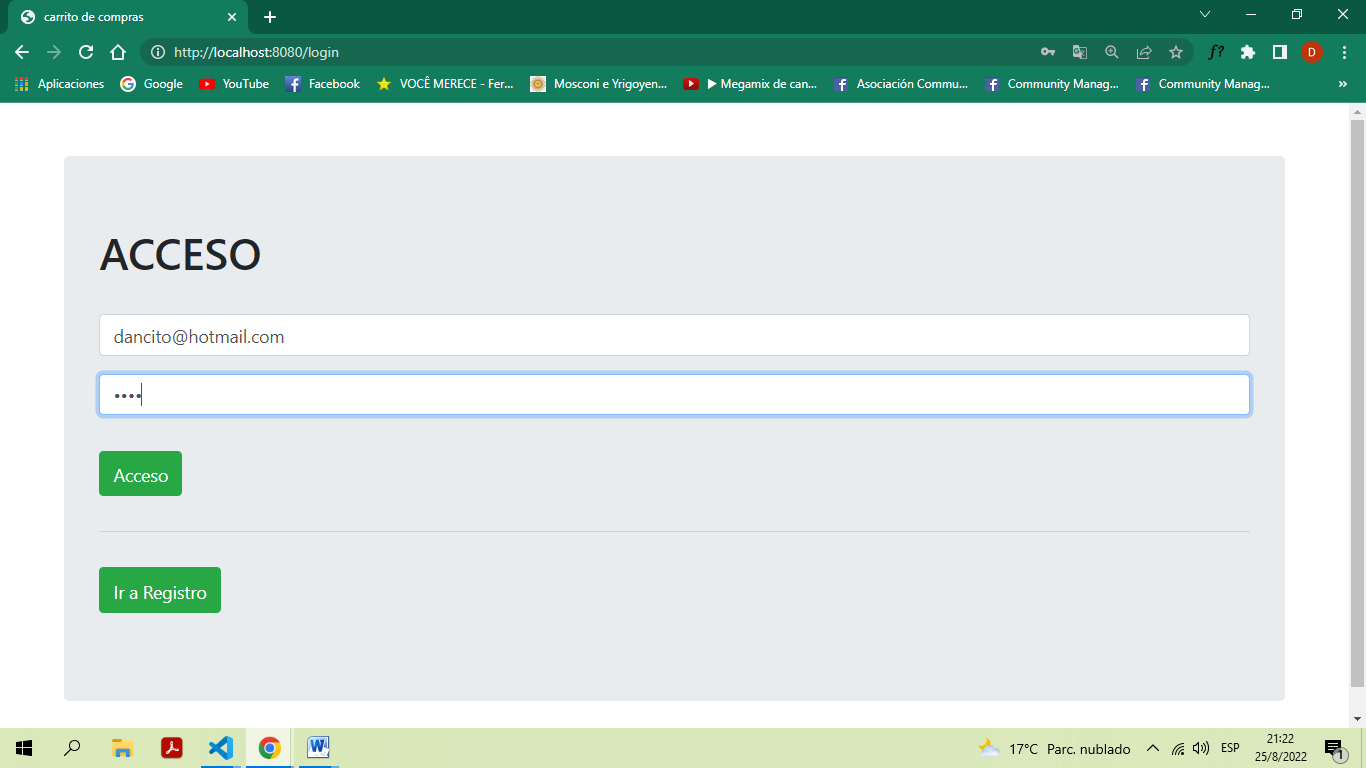 carrito de compras
http://localhost:8080/login
f?
D
Aplicaciones Google YouTube Facebook VOCÊ MERECE - Fer... Mosconi e Yrigoyen... ▶ Megamix de can... Asociación Commu... Community Manag... Community Manag... »
ACCESO
dancito@hotmail.com
••••
Acceso
Ir a Registro
17°C Parc. nublado ESP 21:22
25/8/2022
1